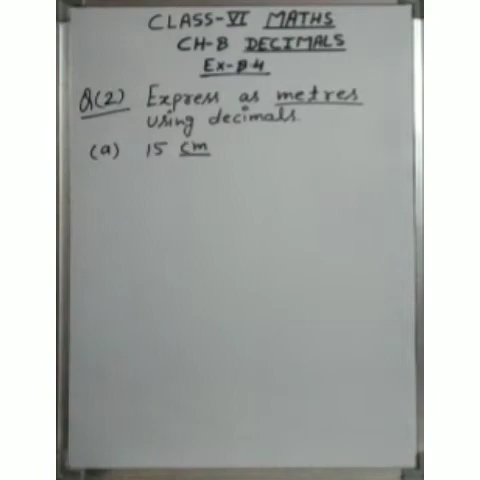 CLASS-VI MATHS
CH-8 DECIMALS
Ex-8.4
Q(2) Express as metres
using decimals.
(a) 15 cm